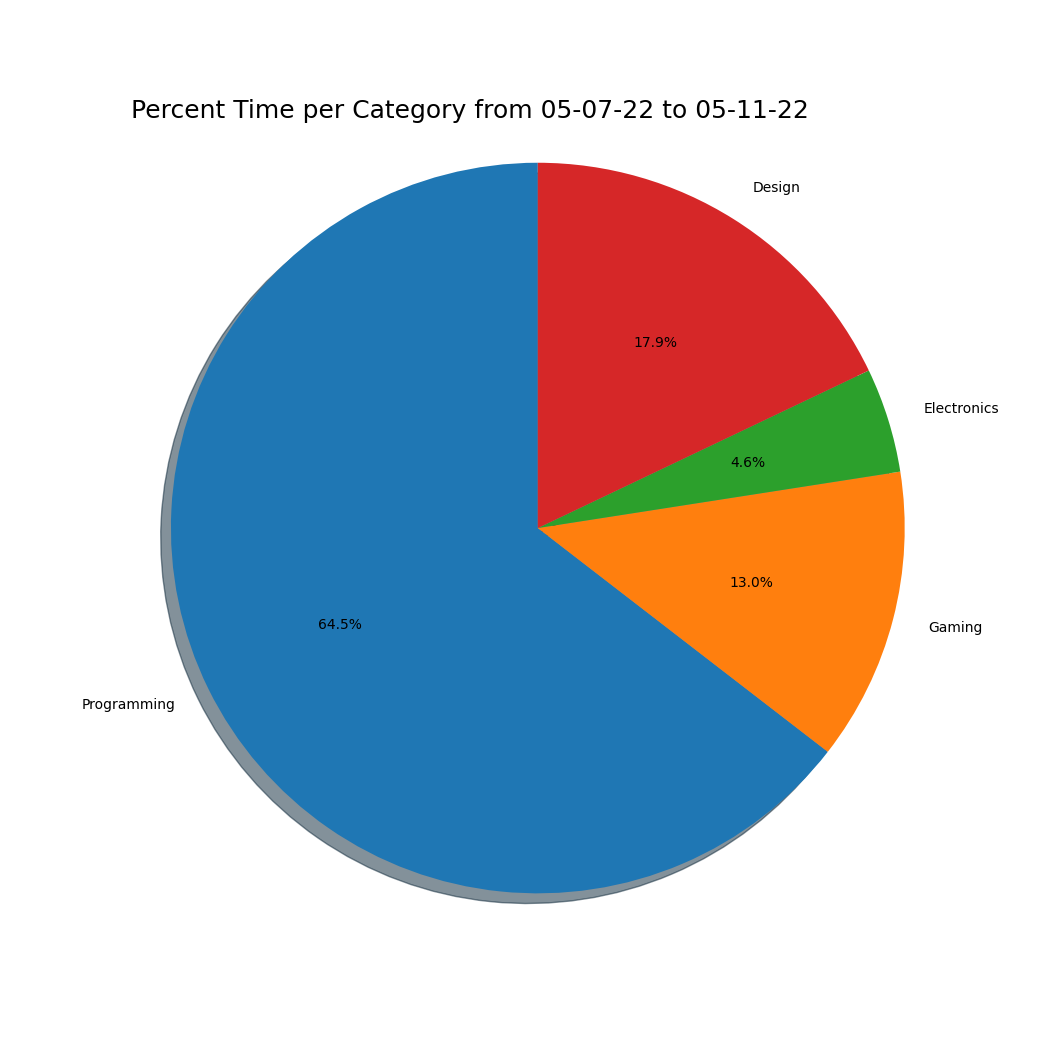 Percent Time per Category from 05-07-22 to 05-11-22
Design
17.9%
Electronics
4.6%
13.0%
Gaming
64.5%
Programming